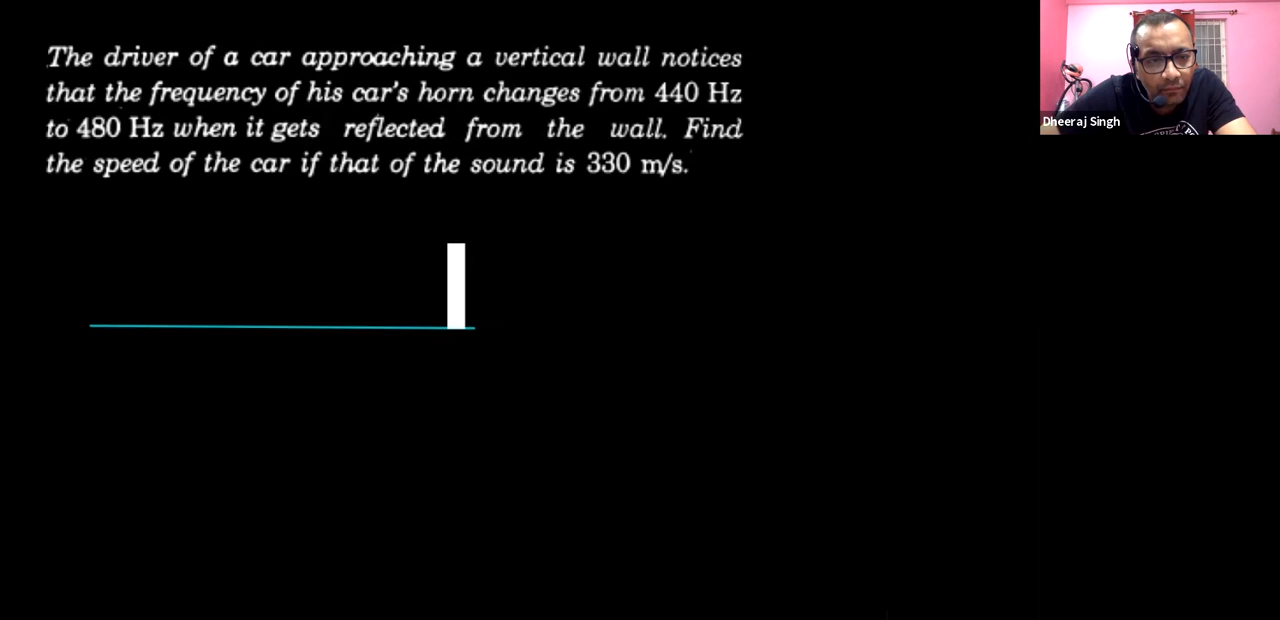 The driver of a car approaching a vertical wall notices
that the frequency of his car's horn changes from 440 Hz
to 480 Hz when it gets reflected from the wall. Find
the speed of the car if that of the sound is 330 m/s.
Dheeraj Singh